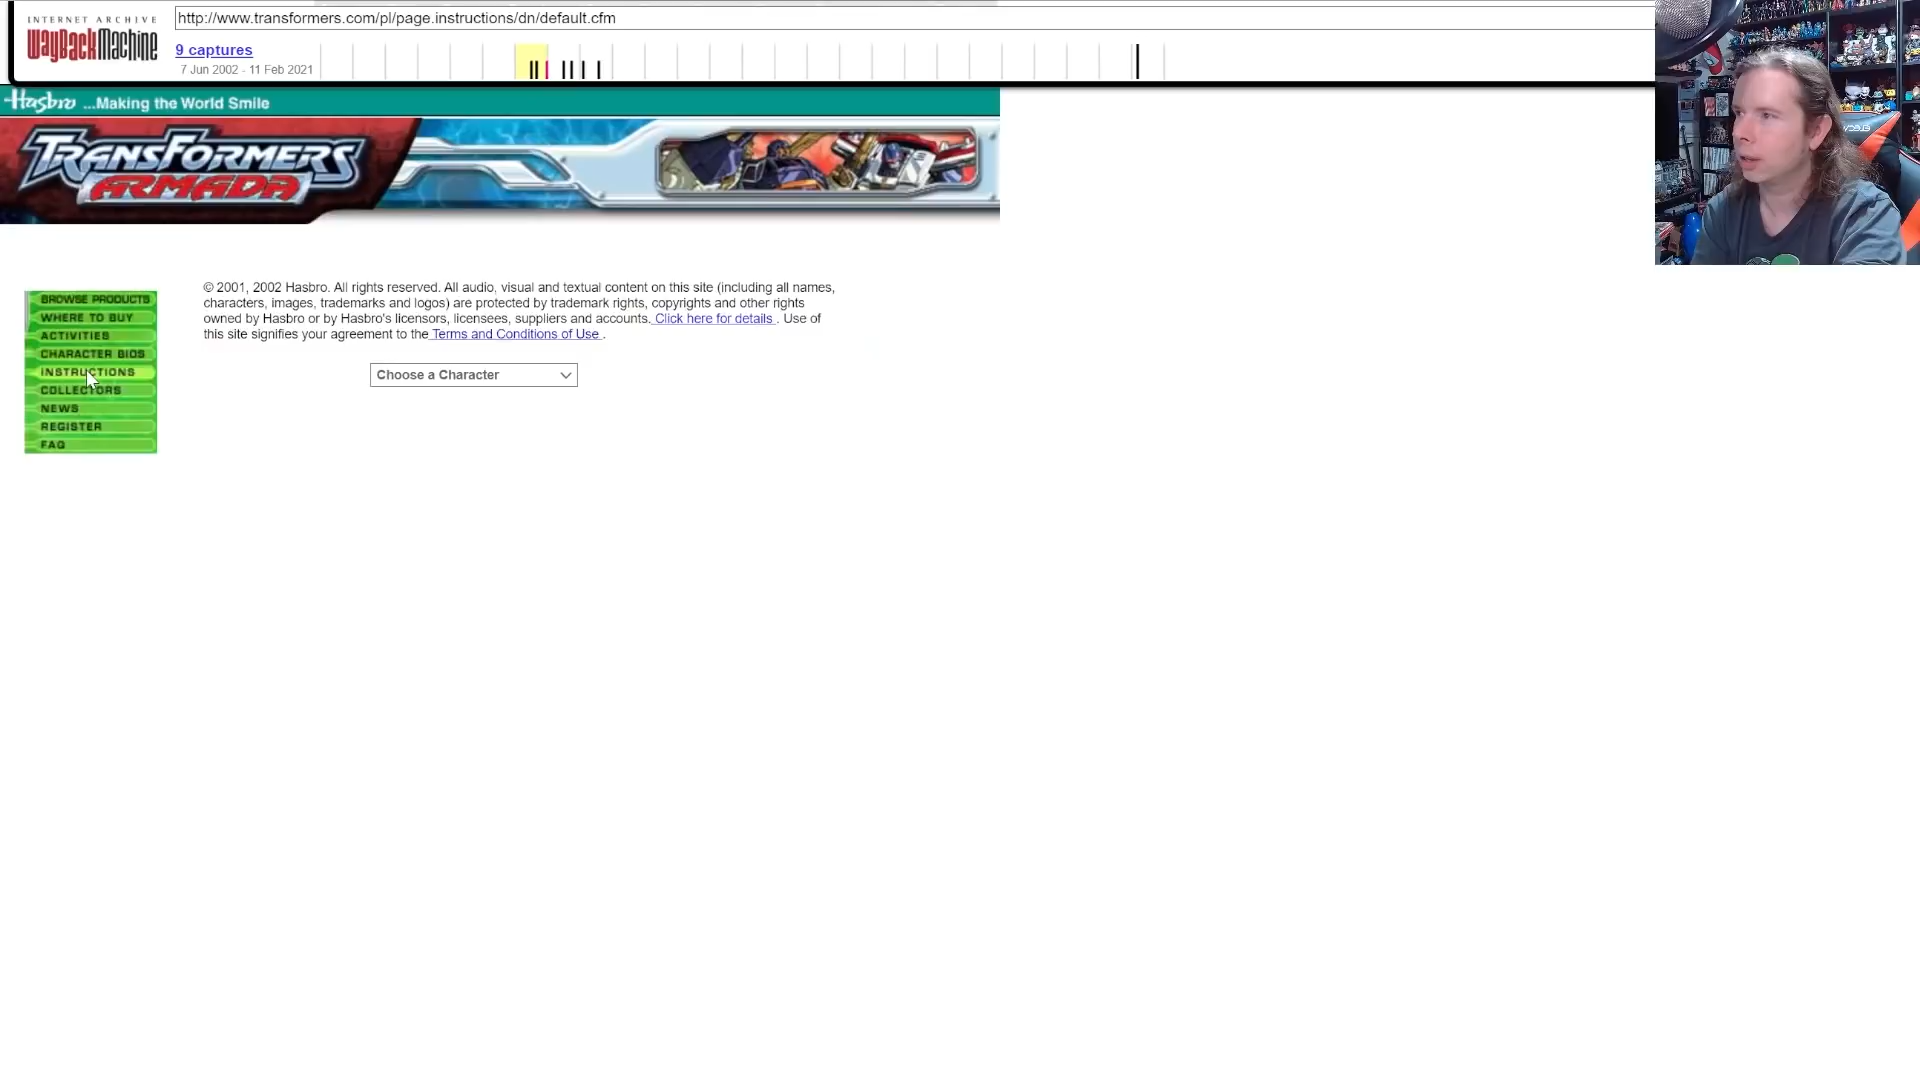 INTERNET ARCHIVE
WayBackMachine
http://www.transformers.com/pl/page.instructions/dn/default.cfm
9 captures
7 Jun 2002 - 11 Feb 2021
Hasbro ...Making the World Smile
TRANSFORMERS
ARMADA
BROWSE PRODUCTS
WHERE TO BUY
ACTIVITIES
CHARACTER BIOS
INSTRUCTIONS
COLLECTORS
NEWS
REGISTER
FAQ
© 2001, 2002 Hasbro. All rights reserved. All audio, visual and textual content on this site (including all names,
characters, images, trademarks and logos) are protected by trademark rights, copyrights and other rights
owned by Hasbro or by Hasbro's licensors, licensees, suppliers and accounts. Click here for details . Use of
this site signifies your agreement to the Terms and Conditions of Use .
Choose a Character